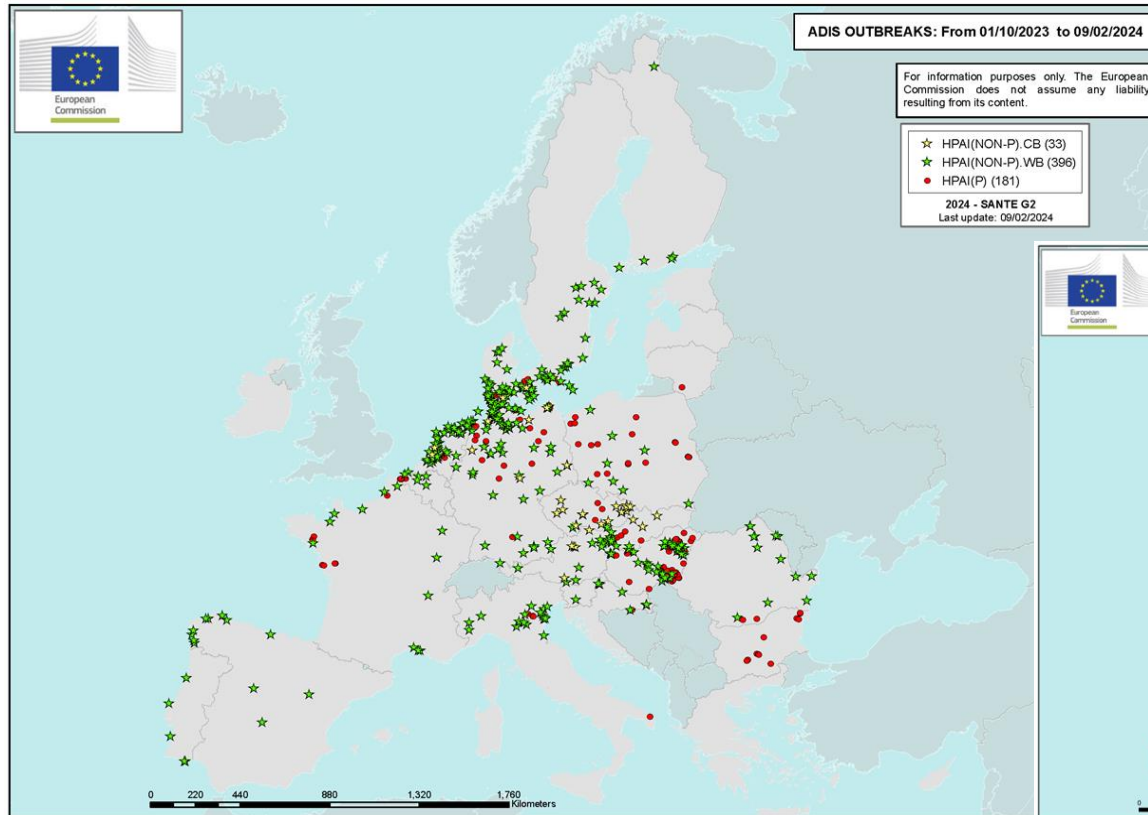 European
Commission
ADIS OUTBREAKS: From 01/10/2023 to 09/02/2024
For information purposes only. The European
Commission does not assume any liability
resulting from its content.
HPAI(NON-P).CB (33)
HPAI(NON-P).WB (396)
HPAI(P) (181)
2024 - SANTE G2
Last update: 09/02/2024
European
Commission
0 220 440 880 1,320 1,760
Kilometers
0